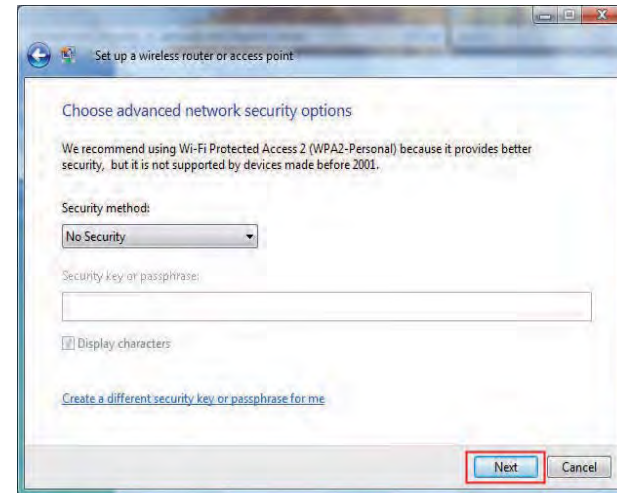 Set up a wireless router or access point
Choose advanced network security options
We recommend using Wi-Fi Protected Access 2 (WPA2-Personal) because it provides better
security, but it is not supported by devices made before 2001.
Security method:
No Security
Security key or passphrase:
Display characters
Create a different security key or passphrase for me
Next
Cancel